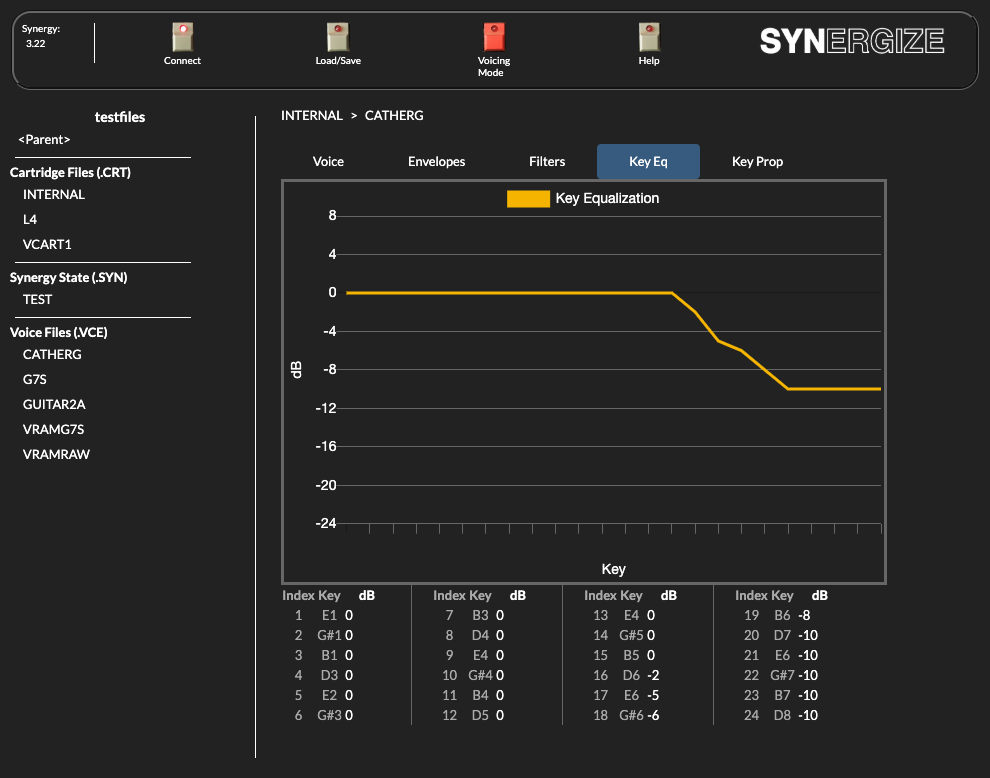 Synergy:
3.22
Connect
Load/Save
Voicing
Mode
Help
SYNERGIZE
testfiles
<Parent>
Cartridge Files (.CRT)
INTERNAL
L4
VCART1
Synergy State (.SYN)
TEST
Voice Files (.VCE)
CATHERG
G7S
GUITAR2A
VRAMG7S
VRAMRAW
INTERNAL > CATHERG
Voice Envelopes Filters Key Eq Key Prop
Key Equalization
8
4
0
-4
-8
-12
-16
-20
-24
dB
Key
Index Key dB Index Key dB Index Key dB Index Key dB
1 E1 0 7 B3 0 13 E4 0 19 B6 -8
2 G#1 0 8 D4 0 14 G#5 0 20 D7 -10
3 B1 0 9 E4 0 15 B5 0 21 E6 -10
4 D3 0 10 G#4 0 16 D6 -2 22 G#7 -10
5 E2 0 11 B4 0 17 E6 -5 23 B7 -10
6 G#3 0 12 D5 0 18 G#6 -6 24 D8 -10